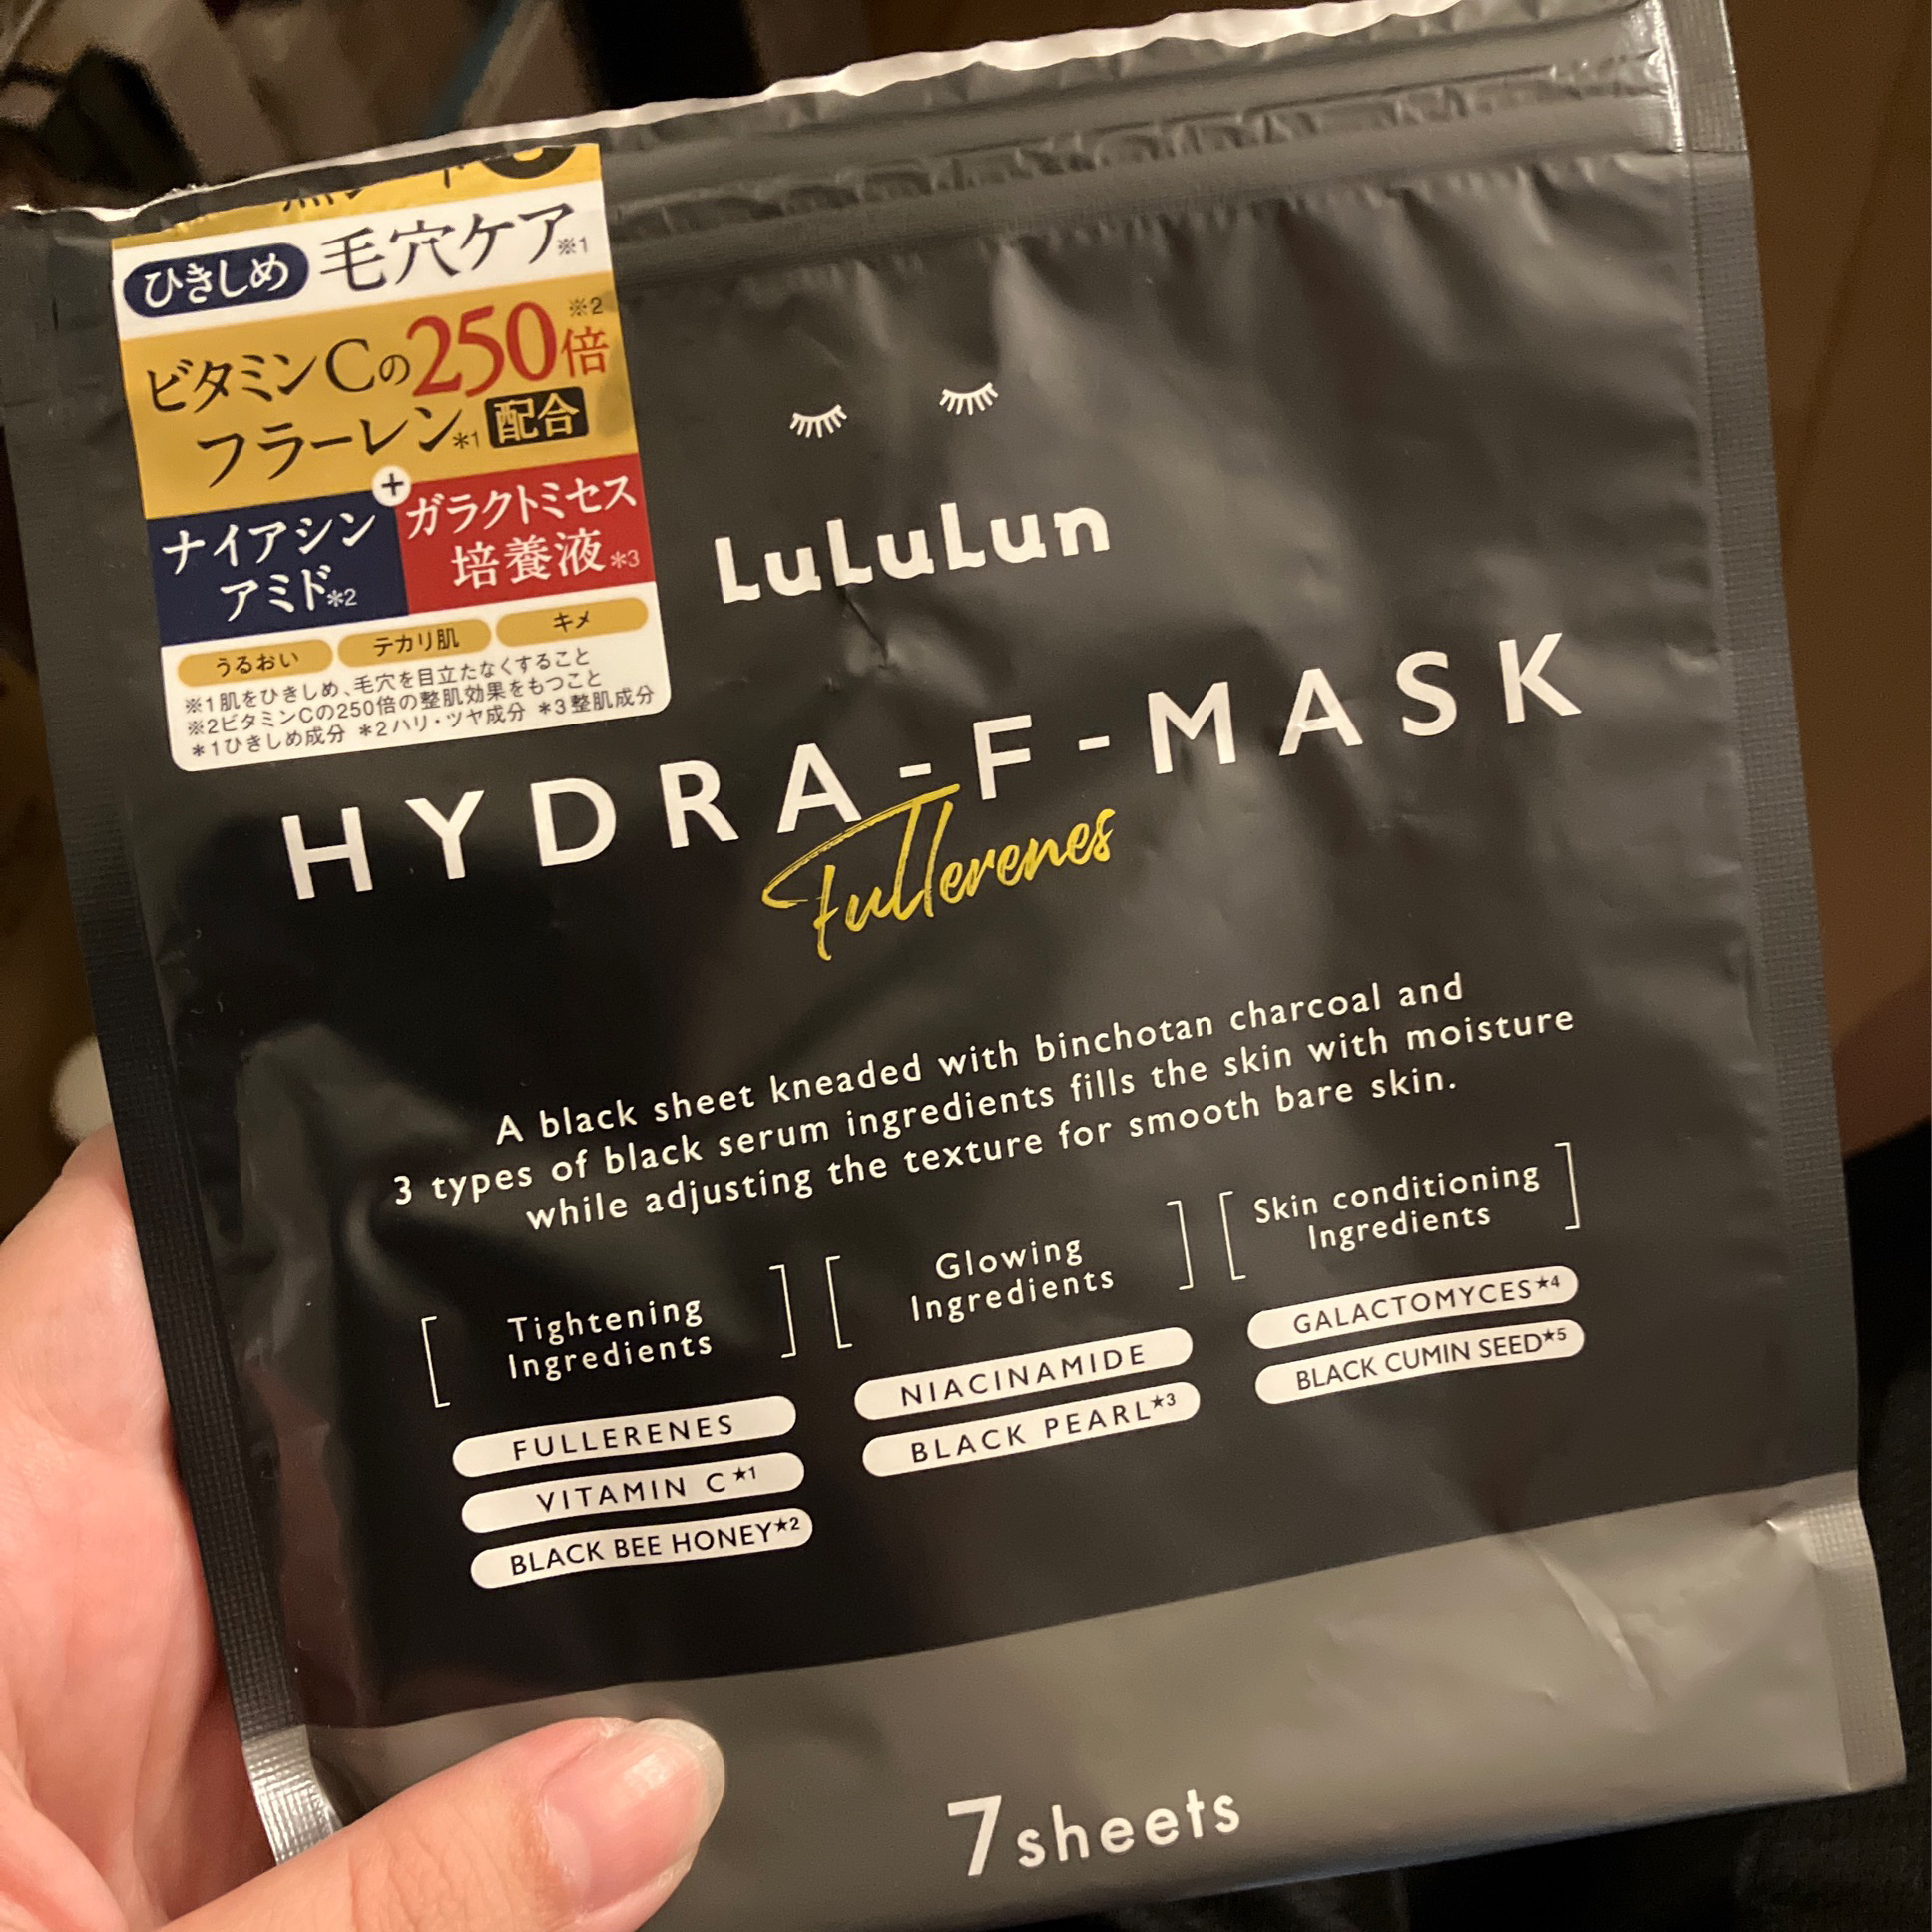 ひきしめ 毛穴ケア※1
ビタミンCの250倍※2
フラーレン*1 配合
+
ナイアシン
アミド*2
ガラクトミセス
培養液*3
うるおい テカリ肌 キメ
※1肌をひきしめ、毛穴を目立たなくすること
※2ビタミンCの250倍の整肌効果をもつこと
*1ひきしめ成分 *2ハリ・ツヤ成分 *3整肌成分
LuLuLun
HYDRA-F-MASK
Fullerenes
A black sheet kneaded with binchotan charcoal and
3 types of black serum ingredients fills the skin with moisture
while adjusting the texture for smooth bare skin.
Tightening
Ingredients
FULLERENES
VITAMIN C★1
BLACK BEE HONEY★2
Glowing
Ingredients
NIACINAMIDE
BLACK PEARL★3
Skin conditioning
Ingredients
GALACTOMYCES★4
BLACK CUMIN SEED★5
7sheets